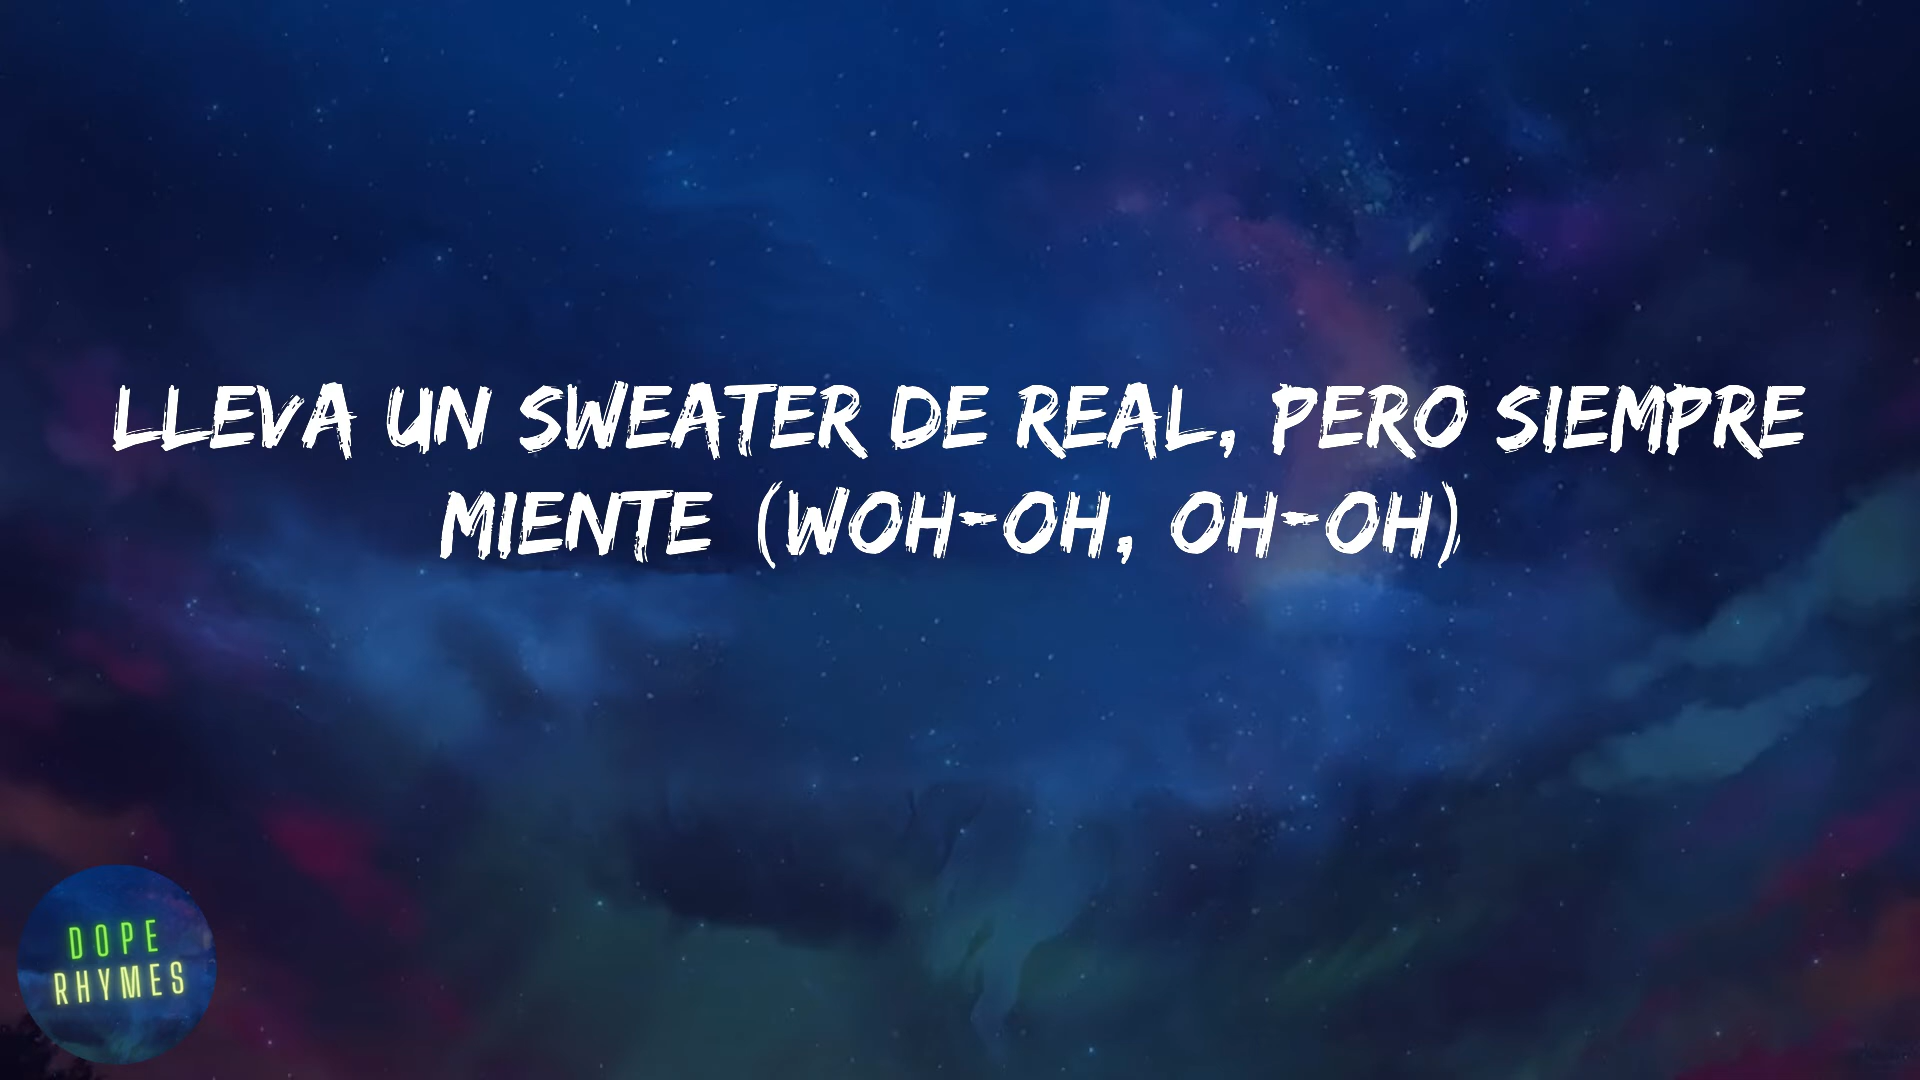 LLEVA UN SWEATER DE REAL, PERO SIEMPRE
MIENTE (WOH-OH, OH-OH)
DOPE
RHYMES